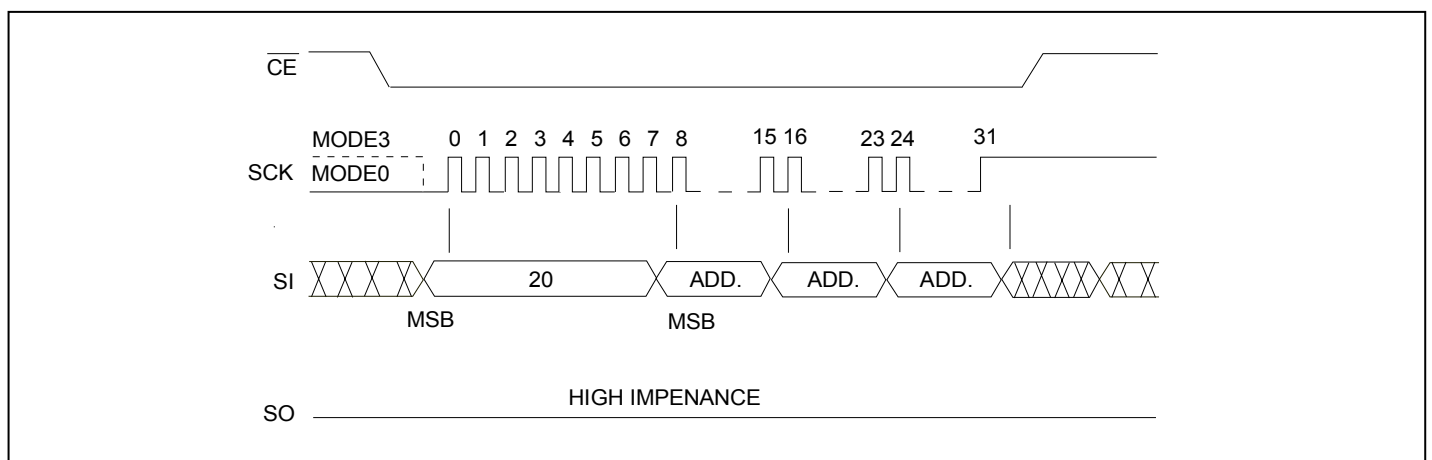 CE
MODE3 0 1 2 3 4 5 6 7 8 15 16 23 24 31
SCK MODE0
SI 20 ADD. ADD. ADD.
MSB MSB
HIGH IMPENANCE
SO